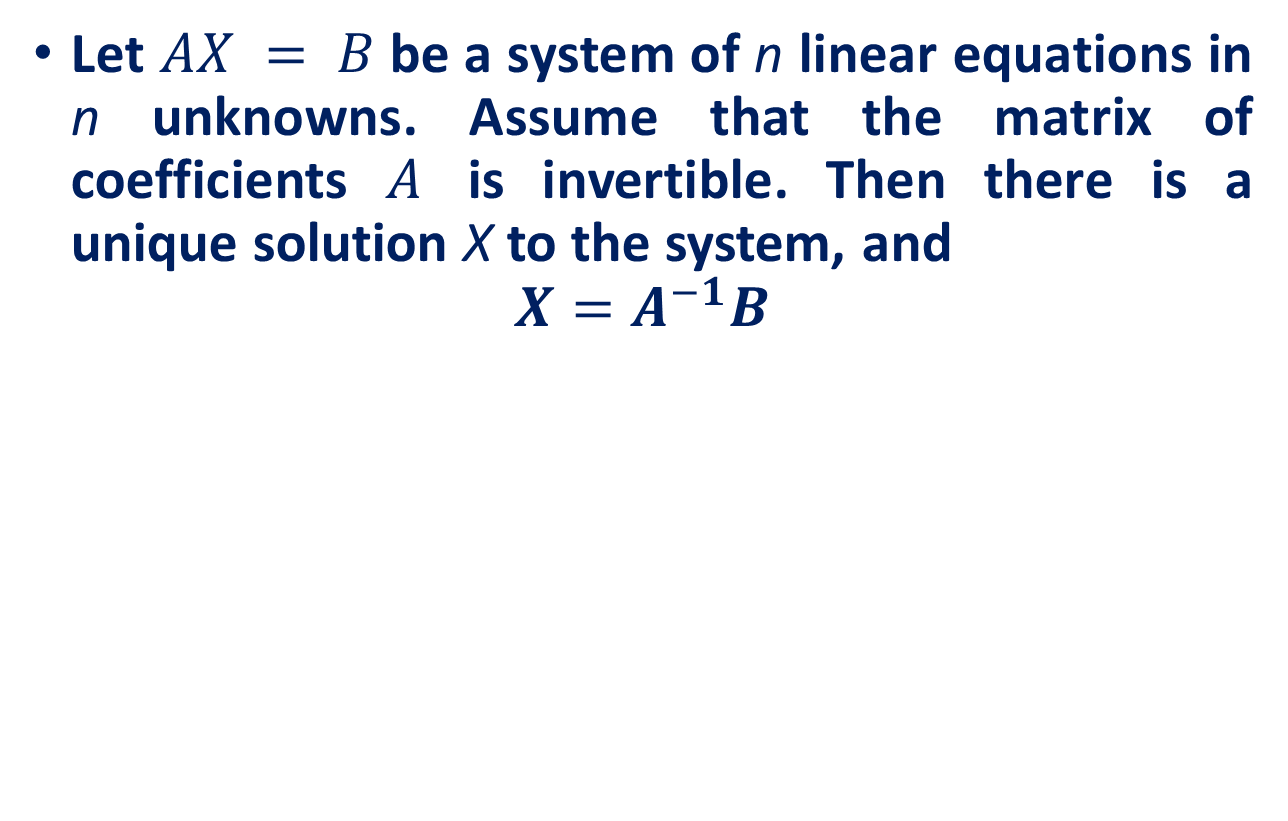 • Let AX = B be a system of n linear equations in
n unknowns. Assume that the matrix of
coefficients A is invertible. Then there is a
unique solution X to the system, and
X = A⁻¹B